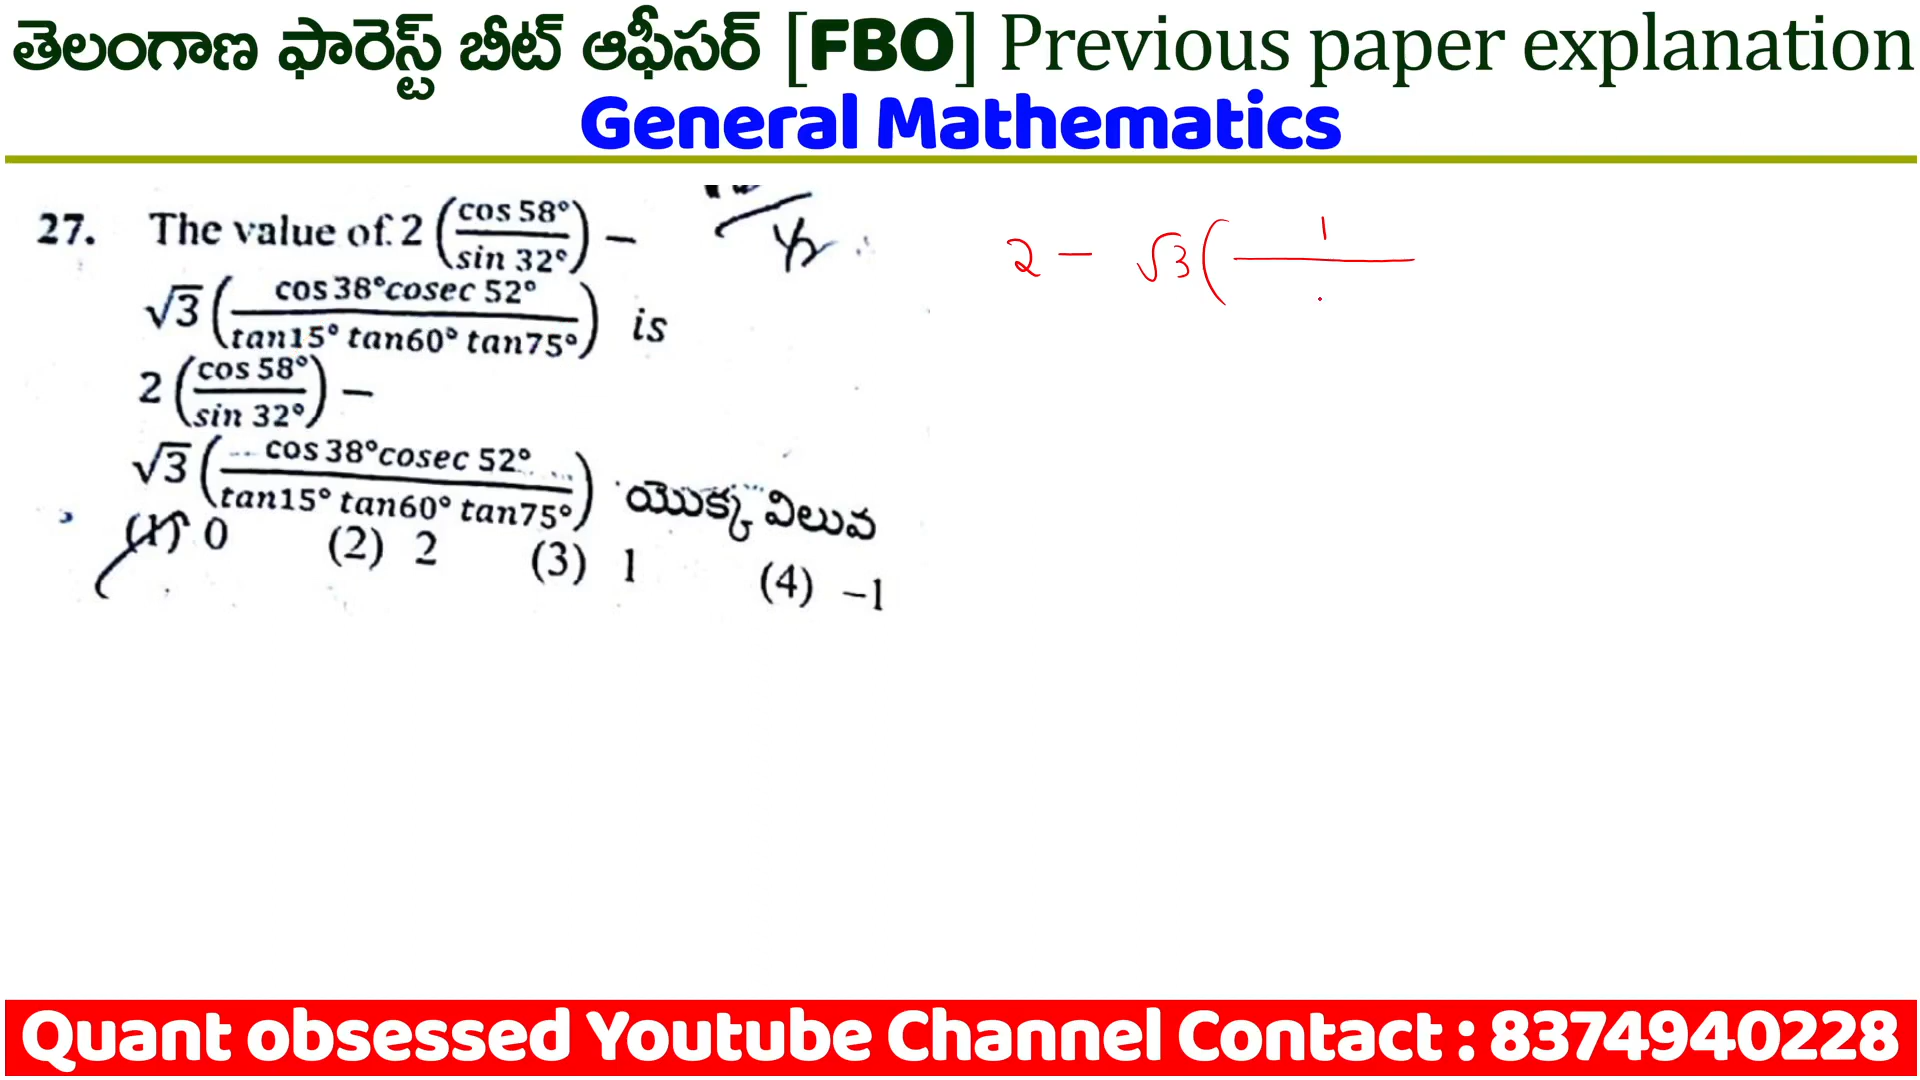 తెలంగాణ ఫారెస్ట్ బీట్ ఆఫీసర్ [FBO] Previous paper explanation
General Mathematics
27. The value of 2 (cos 58° / sin 32°) −
√3 (cos 38° cosec 52° / tan15° tan60° tan75°) is
2 (cos 58° / sin 32°) −
√3 (cos 38° cosec 52° / tan15° tan60° tan75°) యొక్క విలువ
(1) 0 (2) 2 (3) 1 (4) −1
2 − √3 ( 1 /
Quant obsessed Youtube Channel Contact : 8374940228